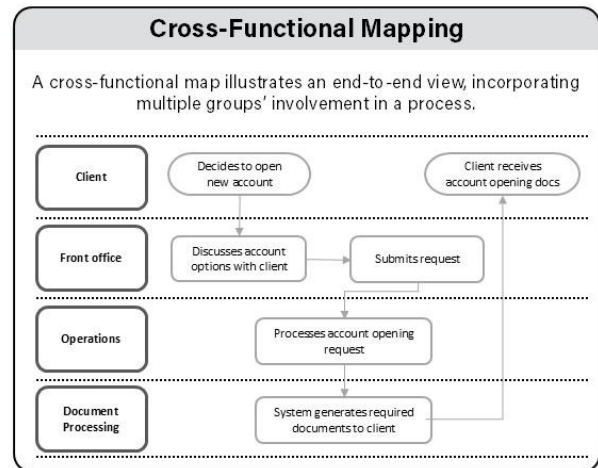 Cross-Functional Mapping
A cross-functional map illustrates an end-to-end view, incorporating
multiple groups' involvement in a process.
Client
Decides to open
new account
Client receives
account opening docs
Front office
Discusses account
options with client
Submits request
Operations
Processes account opening
request
Document
Processing
System generates required
documents to client